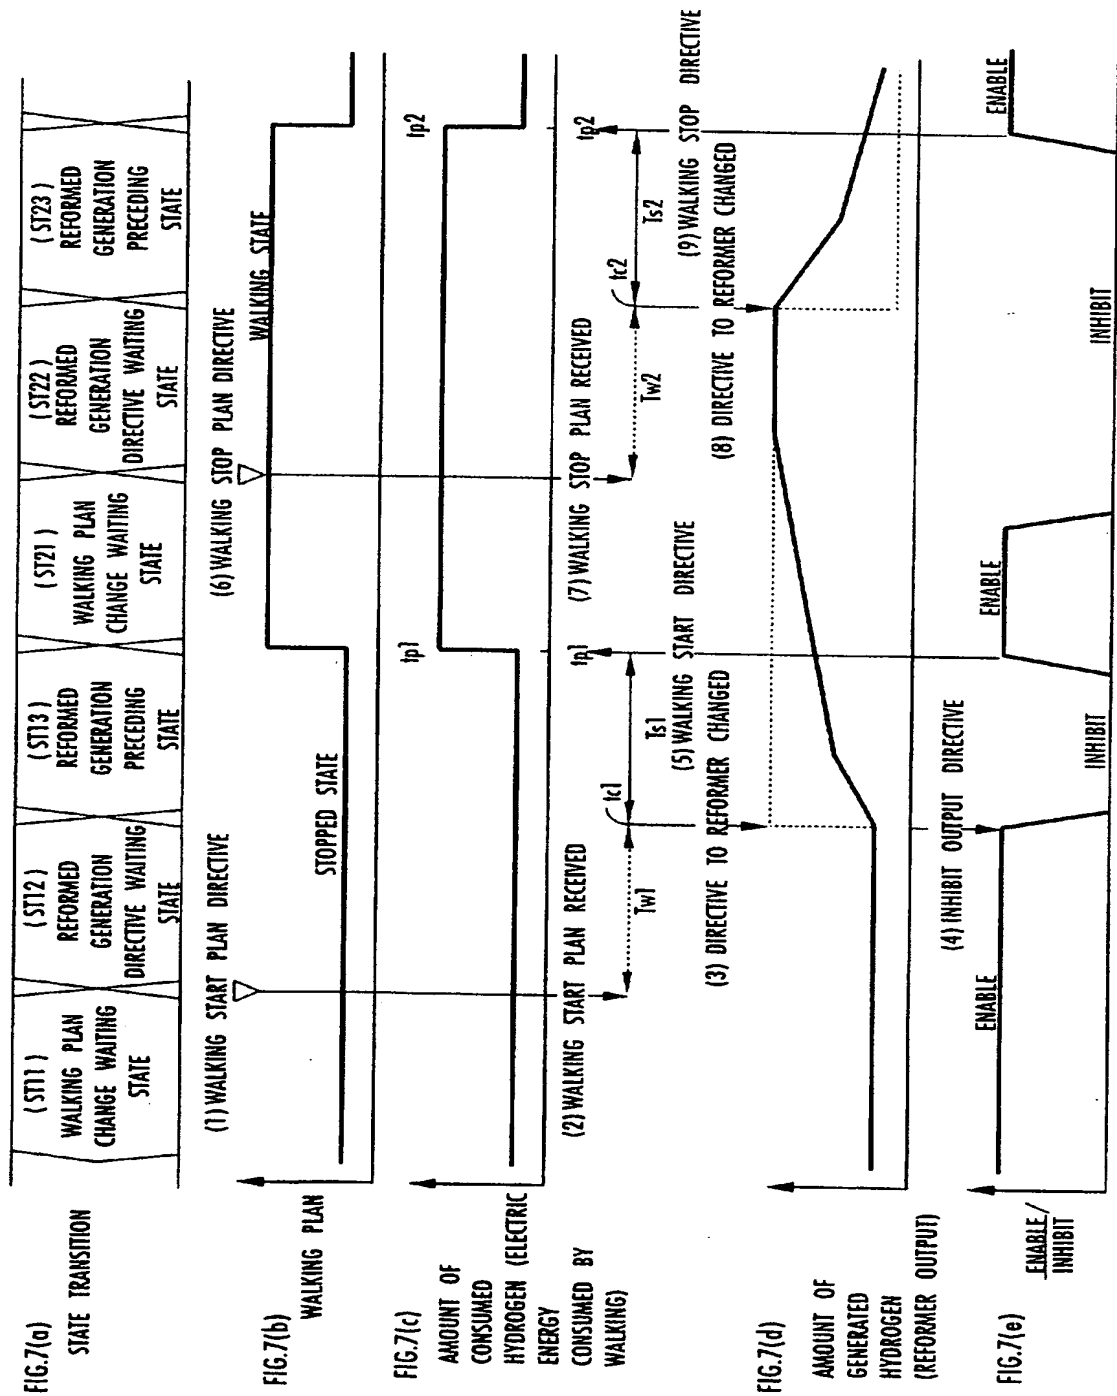 FIG.7(a)
STATE TRANSITION
(ST11)
WALKING PLAN
CHANGE WAITING
STATE
(ST12)
REFORMED
GENERATION
DIRECTIVE WAITING
STATE
(ST13)
REFORMED
GENERATION
PRECEDING
STATE
(ST21)
WALKING PLAN
CHANGE WAITING
STATE
(ST22)
REFORMED
GENERATION
DIRECTIVE WAITING
STATE
(ST23)
REFORMED
GENERATION
PRECEDING
STATE
FIG.7(b)
WALKING PLAN
(1)WALKING START PLAN DIRECTIVE
(6)WALKING STOP PLAN DIRECTIVE
STOPPED STATE
WALKING STATE
FIG.7(c)
AMOUNT OF
CONSUMED
HYDROGEN (ELECTRIC
ENERGY
CONSUMED BY
WALKING)
tp1
tp2
(2)WALKING START PLAN RECEIVED
tp1
(7)WALKING STOP PLAN RECEIVED
tp2
Tw1
tc1
Ts1
Tw2
tc2
Ts2
(5)WALKING START DIRECTIVE
(9)WALKING STOP DIRECTIVE
(3) DIRECTIVE TO REFORMER CHANGED
(8) DIRECTIVE TO REFORMER CHANGED
FIG.7(d)
AMOUNT OF
GENERATED
HYDROGEN
(REFORMER OUTPUT)
(4) INHIBIT OUTPUT DIRECTIVE
FIG.7(e)
ENABLE/
INHIBIT
ENABLE
INHIBIT
ENABLE
INHIBIT
ENABLE